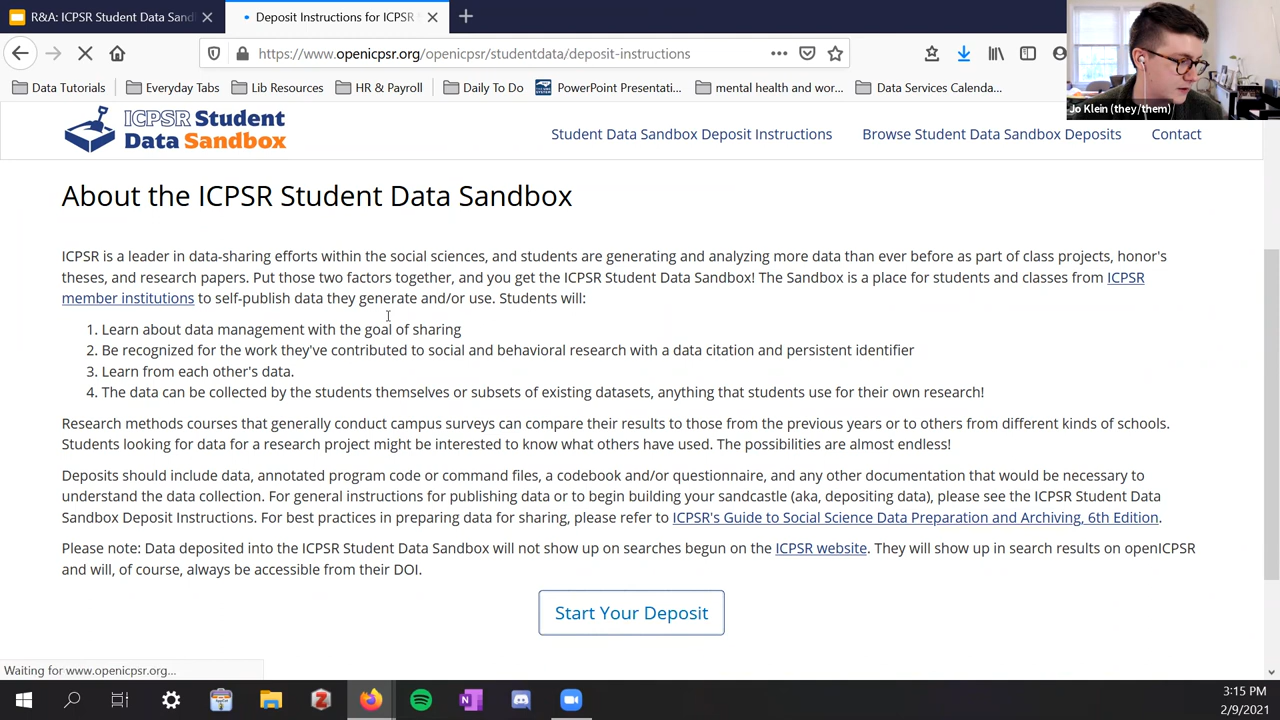 R&A: ICPSR Student Data Sand
Deposit Instructions for ICPSR
https://www.openicpsr.org/openicpsr/studentdata/deposit-instructions
Data Tutorials
Everyday Tabs
Lib Resources
HR & Payroll
Daily To Do
PowerPoint Presentati...
mental health and wor...
Data Services Calenda...
Jo Klein (they/them)
ICPSR Student
Data Sandbox
Student Data Sandbox Deposit Instructions
Browse Student Data Sandbox Deposits
Contact
About the ICPSR Student Data Sandbox
ICPSR is a leader in data-sharing efforts within the social sciences, and students are generating and analyzing more data than ever before as part of class projects, honor's
theses, and research papers. Put those two factors together, and you get the ICPSR Student Data Sandbox! The Sandbox is a place for students and classes from ICPSR
member institutions to self-publish data they generate and/or use. Students will:
1. Learn about data management with the goal of sharing
2. Be recognized for the work they've contributed to social and behavioral research with a data citation and persistent identifier
3. Learn from each other's data.
4. The data can be collected by the students themselves or subsets of existing datasets, anything that students use for their own research!
Research methods courses that generally conduct campus surveys can compare their results to those from the previous years or to others from different kinds of schools.
Students looking for data for a research project might be interested to know what others have used. The possibilities are almost endless!
Deposits should include data, annotated program code or command files, a codebook and/or questionnaire, and any other documentation that would be necessary to
understand the data collection. For general instructions for publishing data or to begin building your sandcastle (aka, depositing data), please see the ICPSR Student Data
Sandbox Deposit Instructions. For best practices in preparing data for sharing, please refer to ICPSR's Guide to Social Science Data Preparation and Archiving, 6th Edition.
Please note: Data deposited into the ICPSR Student Data Sandbox will not show up on searches begun on the ICPSR website. They will show up in search results on openICPSR
and will, of course, always be accessible from their DOI.
Start Your Deposit
Waiting for www.openicpsr.org...
3:15 PM
2/9/2021